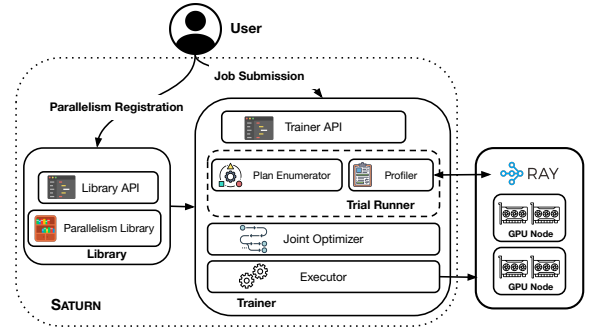 User
Job Submission
Parallelism Registration
Trainer API
Library API
Parallelism Library
Library
Plan Enumerator
Profiler
Trial Runner
Joint Optimizer
Executor
Trainer
SATURN
RAY
GPU Node
GPU Node